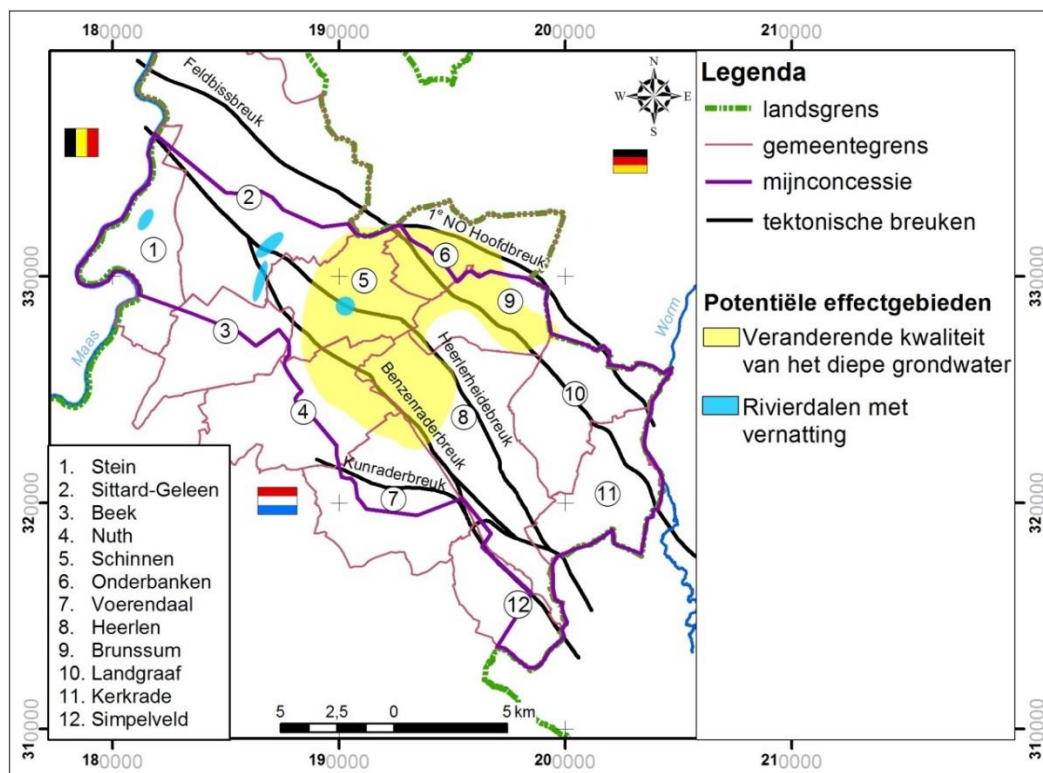 180000 190000 200000 210000
330000
320000
310000
Feldbissbreuk
1e NO Hoofdbreuk
Heerlerheidebreuk
Benzenraderbreuk
Kunraderbreuk
Maas
Worm
N
W E
S
1
2
3
4
5
6
7
8
9
10
11
12
1. Stein
2. Sittard-Geleen
3. Beek
4. Nuth
5. Schinnen
6. Onderbanken
7. Voerendaal
8. Heerlen
9. Brunssum
10. Landgraaf
11. Kerkrade
12. Simpelveld
5 2,5 0 5 km
Legenda
landsgrens
gemeentegrens
mijnconcessie
tektonische breuken
Potentiële effectgebieden
Veranderende kwaliteit
van het diepe grondwater
Rivierdalen met
vernatting
330000
320000
310000
180000 190000 200000 210000